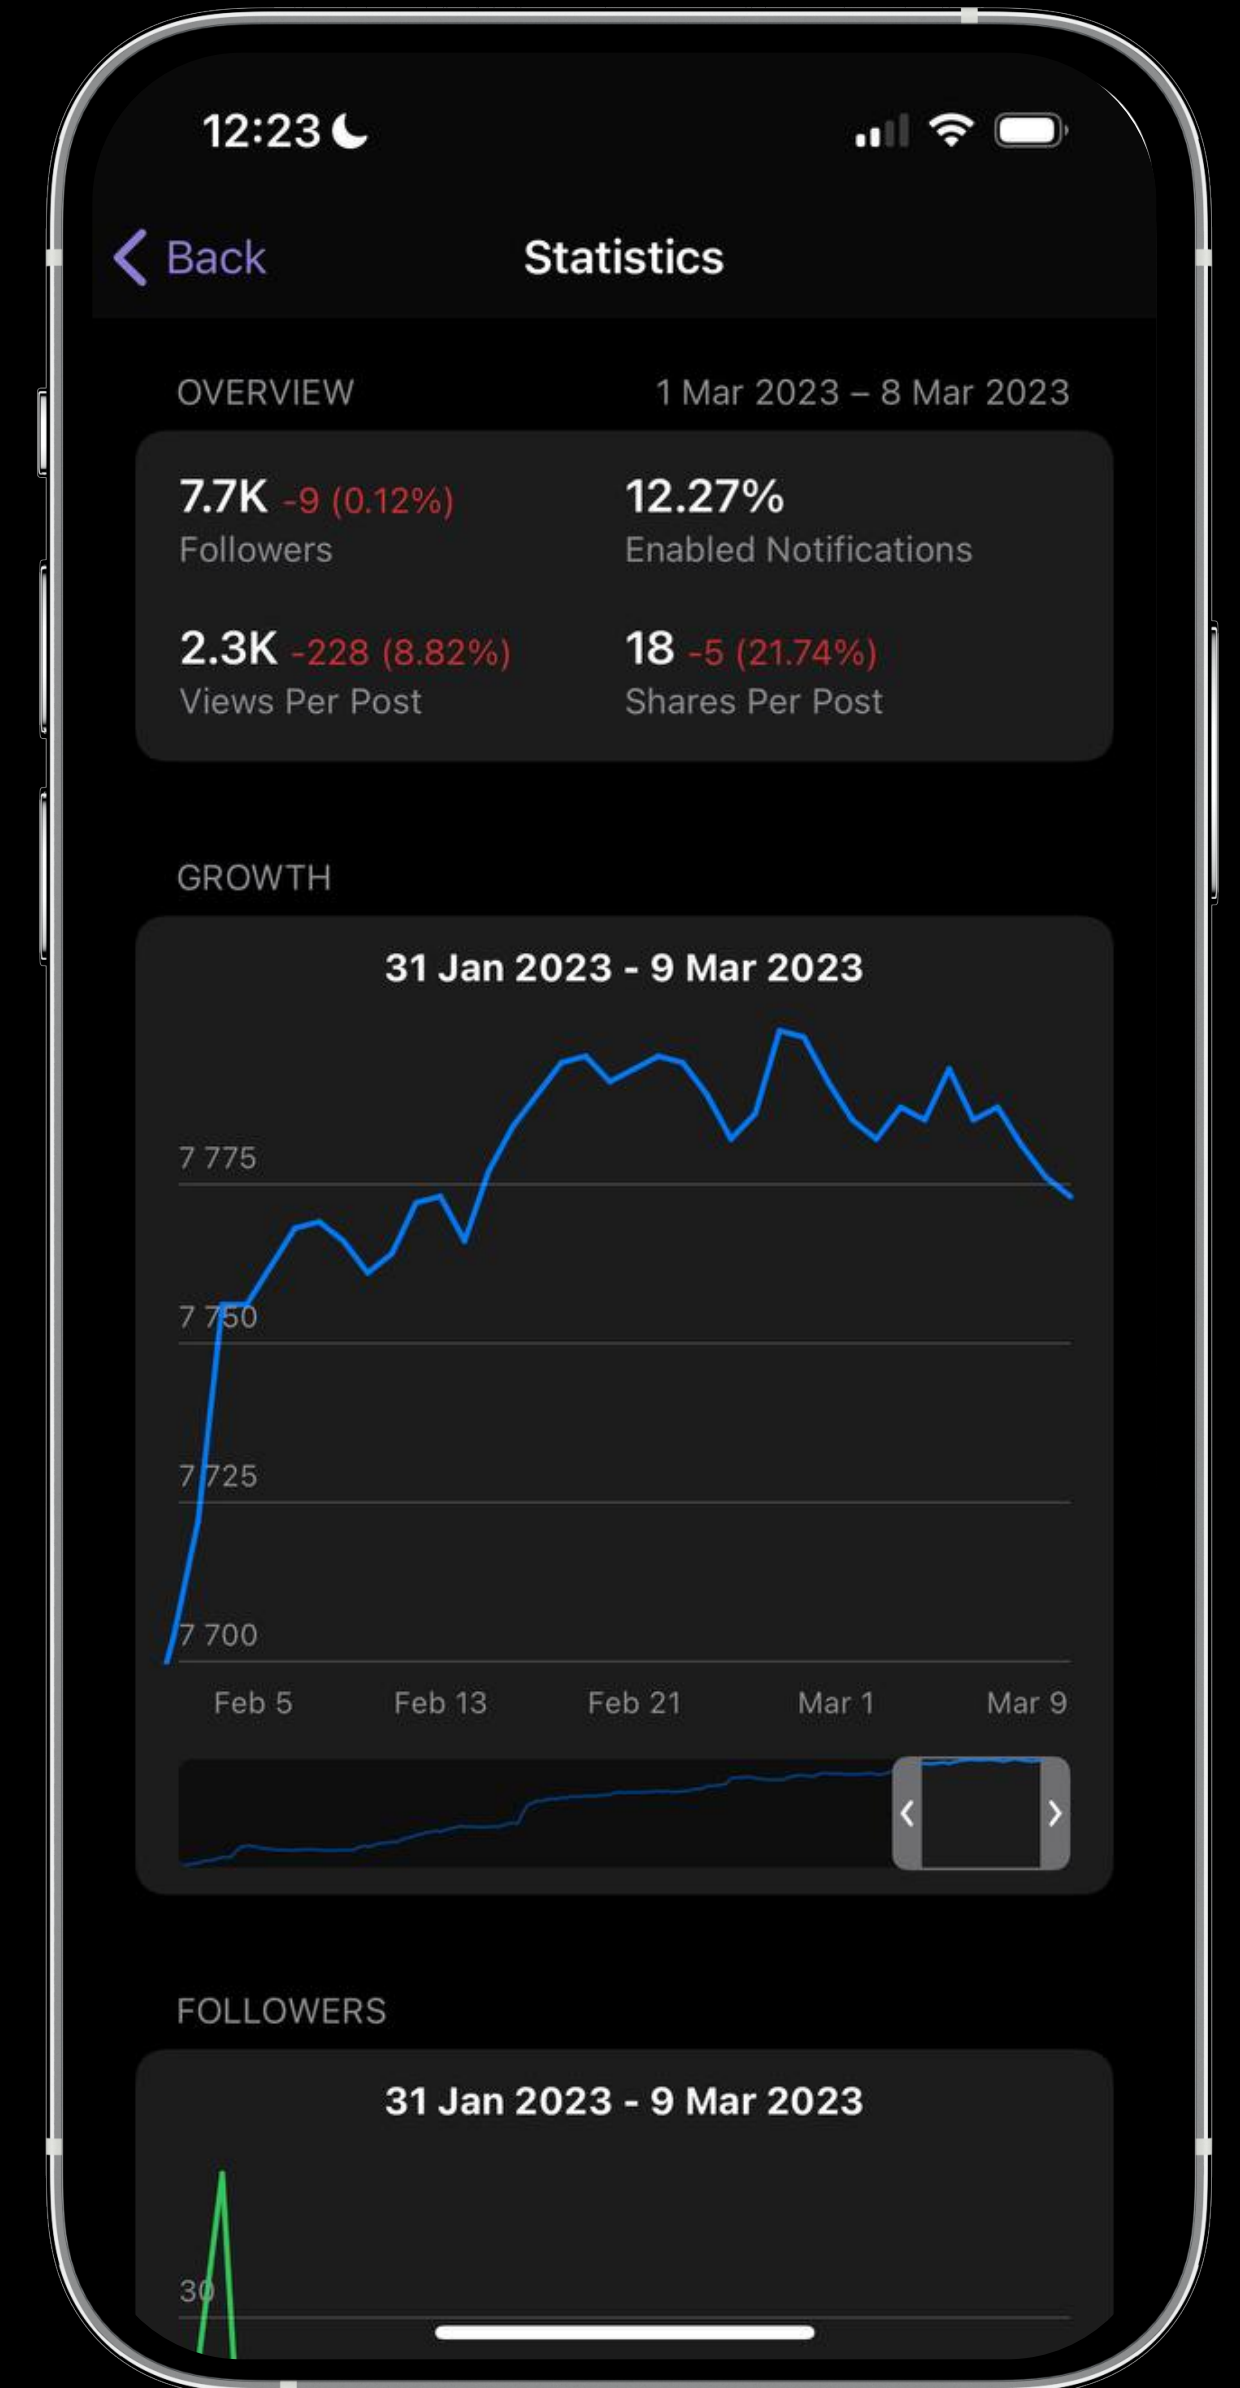 12:23
Back
Statistics
OVERVIEW
1 Mar 2023 – 8 Mar 2023
7.7K -9 (0.12%)
12.27%
Followers
Enabled Notifications
2.3K -228 (8.82%)
18 -5 (21.74%)
Views Per Post
Shares Per Post
GROWTH
31 Jan 2023 - 9 Mar 2023
7 775
7 750
7 725
7 700
Feb 5 Feb 13 Feb 21 Mar 1 Mar 9
FOLLOWERS
31 Jan 2023 - 9 Mar 2023
30